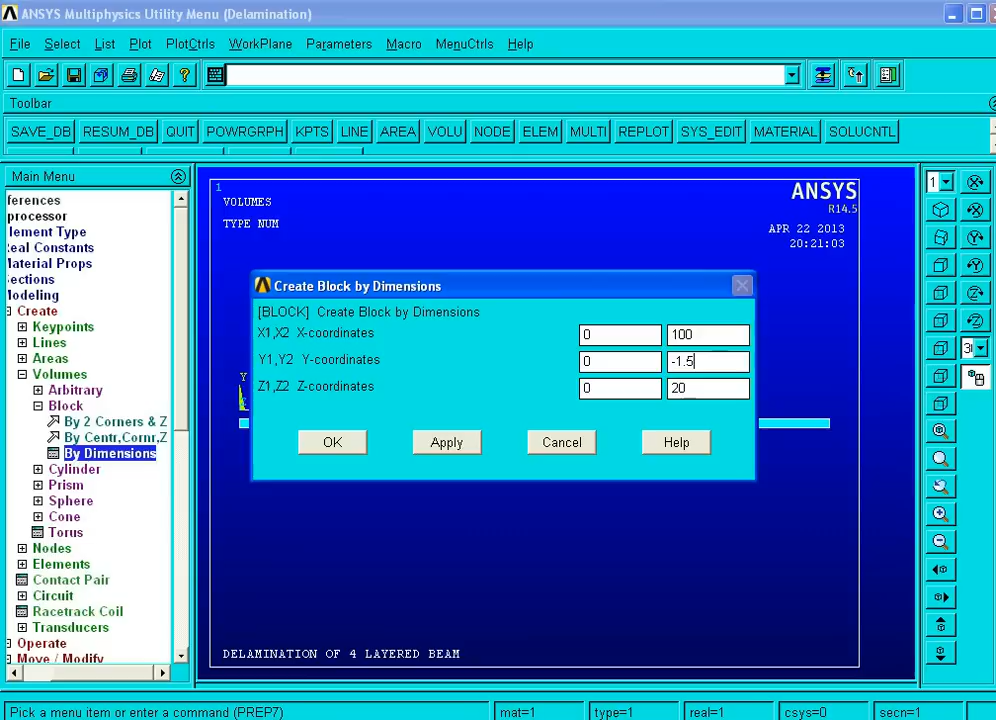 ANSYS Multiphysics Utility Menu (Delamination)
File Select List Plot PlotCtrls WorkPlane Parameters Macro MenuCtrls Help
Toolbar
SAVE_DB RESUM_DB QUIT POWRGRPH KPTS LINE AREA VOLU NODE ELEM MULTI REPLOT SYS_EDIT MATERIAL SOLUCNTL
Main Menu
ferences
processor
lement Type
eal Constants
Material Props
ections
Modeling
Create
Keypoints
Lines
Areas
Volumes
Arbitrary
Block
By 2 Corners & Z
By Centr,Cornr,Z
By Dimensions
Cylinder
Prism
Sphere
Cone
Torus
Nodes
Elements
Contact Pair
Circuit
Racetrack Coil
Transducers
Operate
Move / Modify
1
VOLUMES
TYPE NUM
ANSYS
R14.5
APR 22 2013
20:21:03
Y
Create Block by Dimensions
[BLOCK] Create Block by Dimensions
X1,X2 X-coordinates 0 100
Y1,Y2 Y-coordinates 0 -1.5
Z1,Z2 Z-coordinates 0 20
OK Apply Cancel Help
DELAMINATION OF 4 LAYERED BEAM
1
Pick a menu item or enter a command (PREP7) mat=1 type=1 real=1 csys=0 secn=1